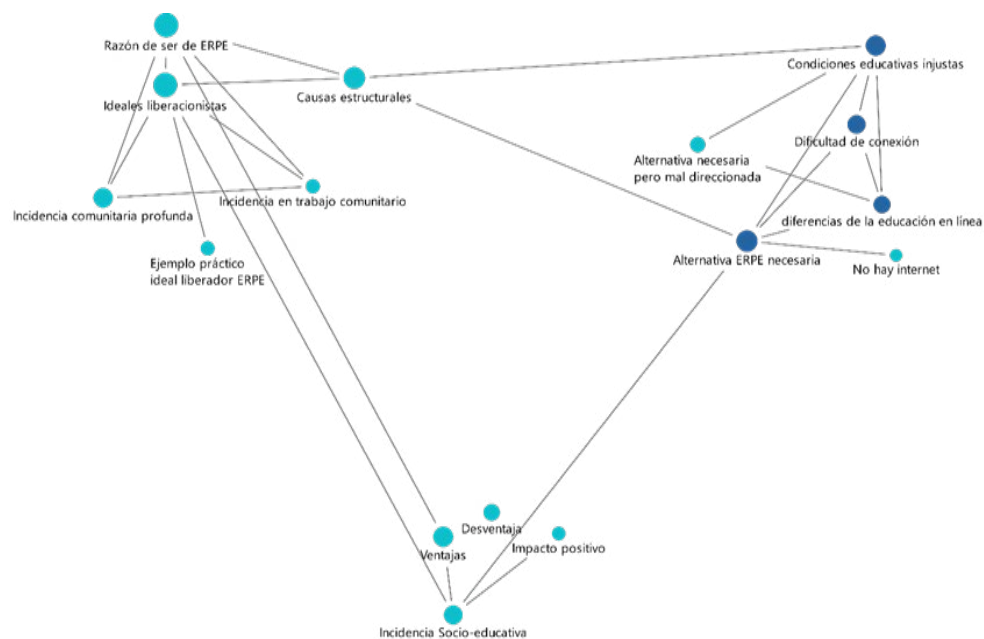 Razón de ser de ERPE
Condiciones educativas injustas
Causas estructurales
Ideales liberacionistas
Dificultad de conexión
Alternativa necesaria
pero mal direccionada
Incidencia en trabajo comunitario
Incidencia comunitaria profunda
diferencias de la educación en línea
Alternativa ERPE necesaria
Ejemplo práctico
ideal liberador ERPE
No hay internet
Desventaja
Impacto positivo
Ventajas
Incidencia Socio-educativa